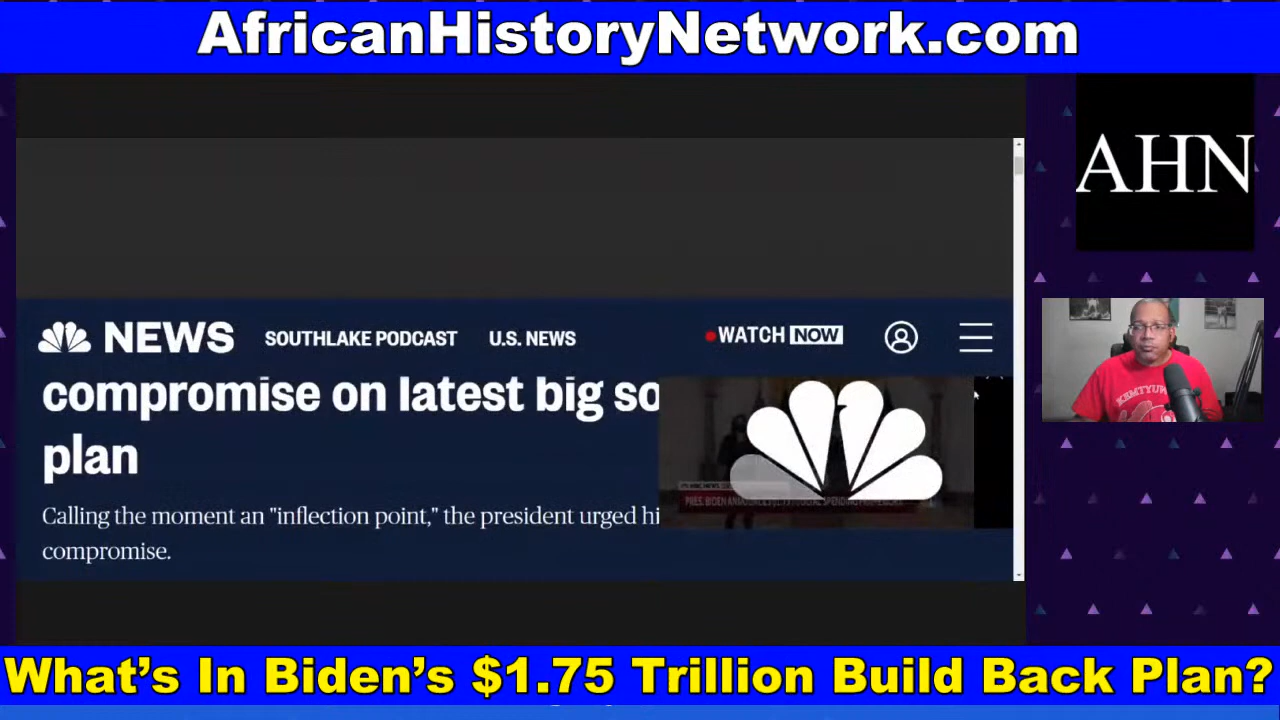 AfricanHistoryNetwork.com
AHN
NEWS
SOUTHLAKE PODCAST
U.S. NEWS
WATCH NOW
compromise on latest big so
plan
Calling the moment an "inflection point," the president urged hi
compromise.
What's In Biden's $1.75 Trillion Build Back Plan?